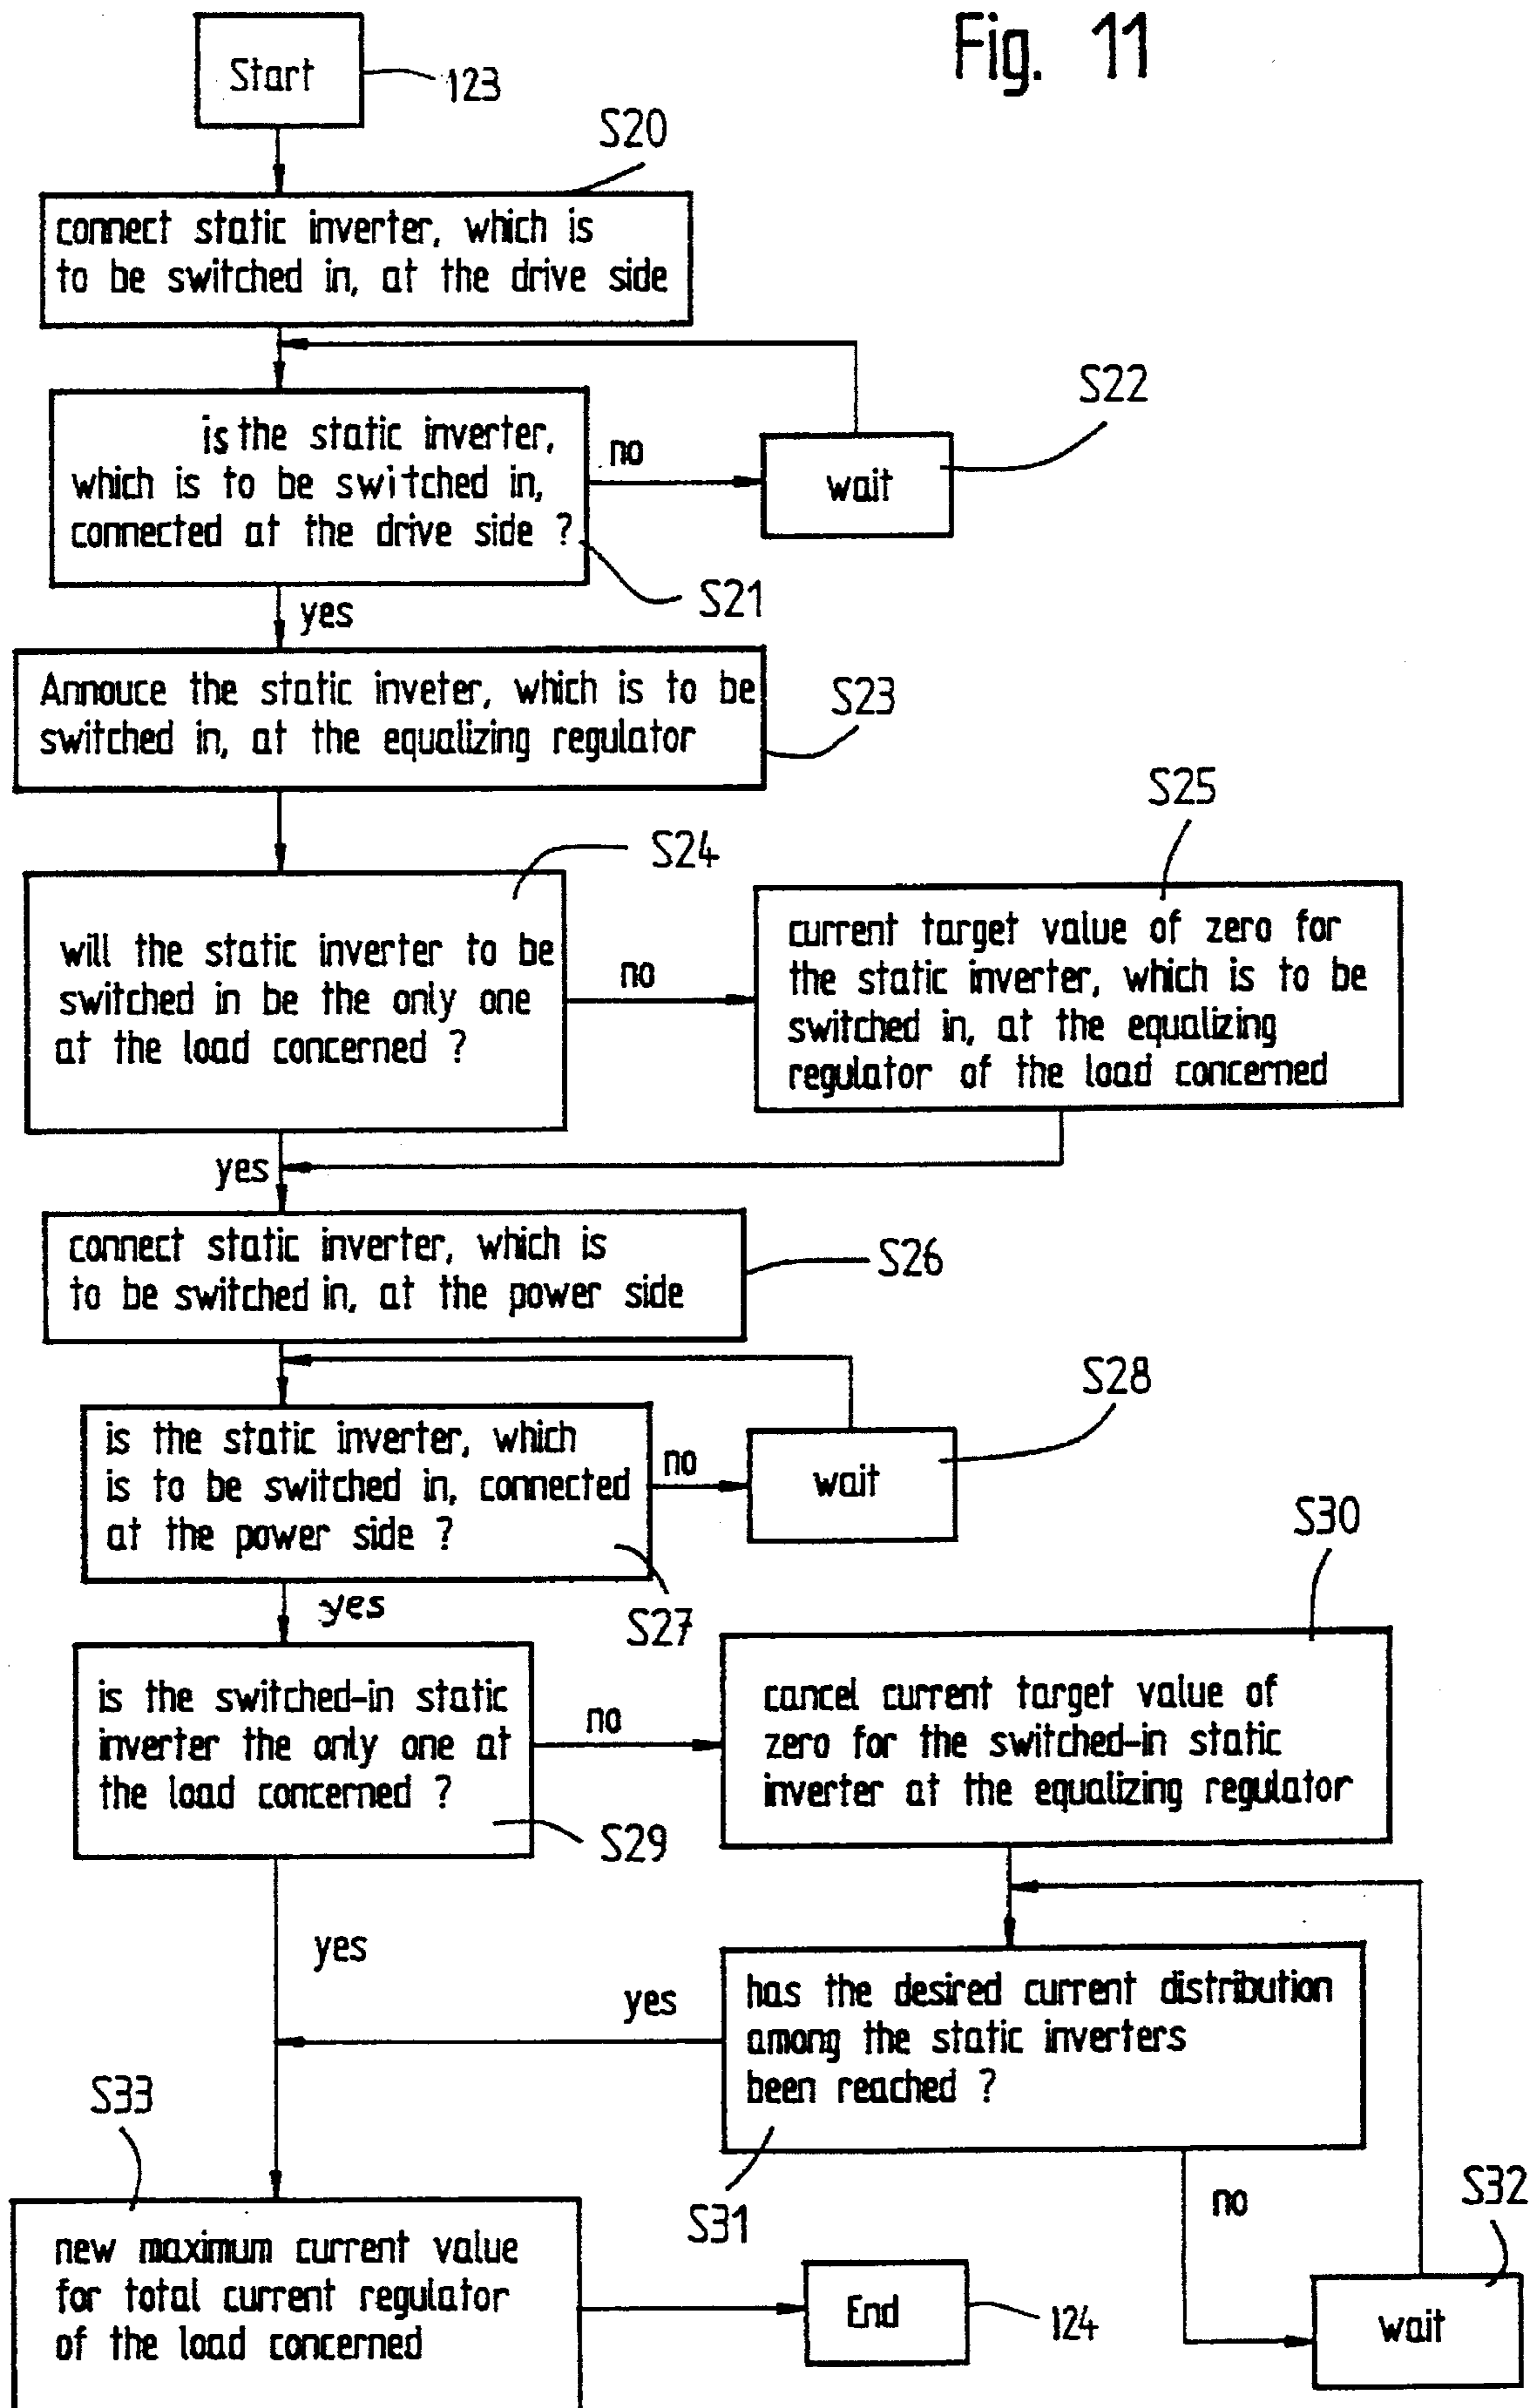 Fig. 11
Start
123
S20
connect static inverter, which is
to be switched in, at the drive side
S22
is the static inverter,
which is to be switched in,
connected at the drive side ?
no
wait
S21
yes
Annouce the static inveter, which is to be
switched in, at the equalizing regulator
S23
S25
S24
will the static inverter to be
switched in be the only one
at the load concerned ?
no
current target value of zero for
the static inverter, which is to be
switched in, at the equalizing
regulator of the load concerned
yes
connect static inverter, which is
to be switched in, at the power side
S26
S28
is the static inverter, which
is to be switched in, connected
at the power side ?
no
wait
S30
yes
S27
is the switched-in static
inverter the only one at
the load concerned ?
no
cancel current target value of
zero for the switched-in static
inverter at the equalizing regulator
S29
yes
yes
has the desired current distribution
among the static inverters
been reached ?
S33
S31
no
S32
new maximum current value
for total current regulator
of the load concerned
End
124
wait